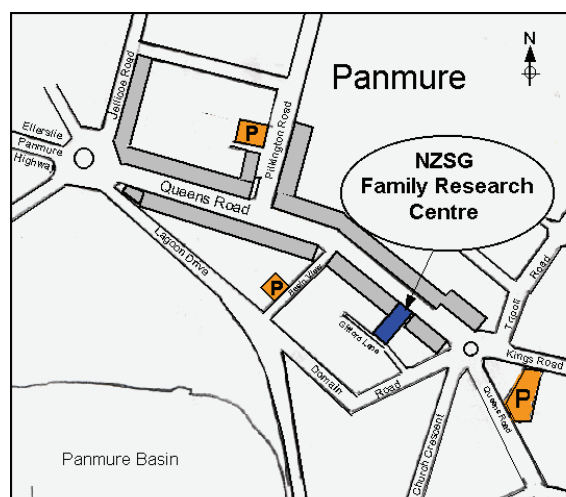 N
Panmure
Jellicoe Road
Ellerslie
Panmure
Highway
P
Pilkington Road
NZSG
Family Research
Centre
Queens Road
Lagoon Drive
P
Basin View
Gifford Lane
Tripoli Road
Kings Road
P
Queens Road
Domain Road
Church Crescent
Panmure Basin